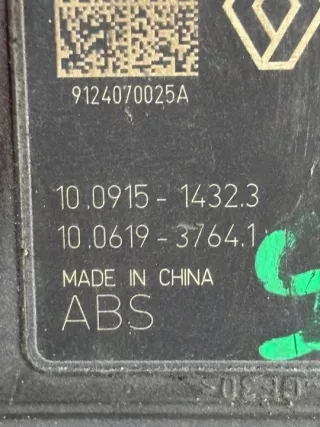 9124070025A
10.0915-1432.3
10.0619-3764.1
MADE IN CHINA
ABS